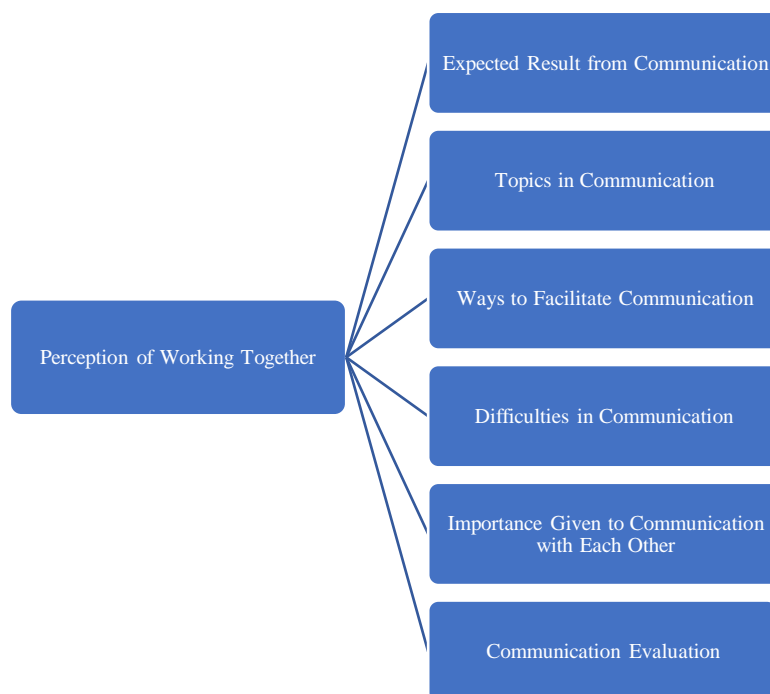 Expected Result from Communication
Topics in Communication
Ways to Facilitate Communication
Perception of Working Together
Difficulties in Communication
Importance Given to Communication
with Each Other
Communication Evaluation